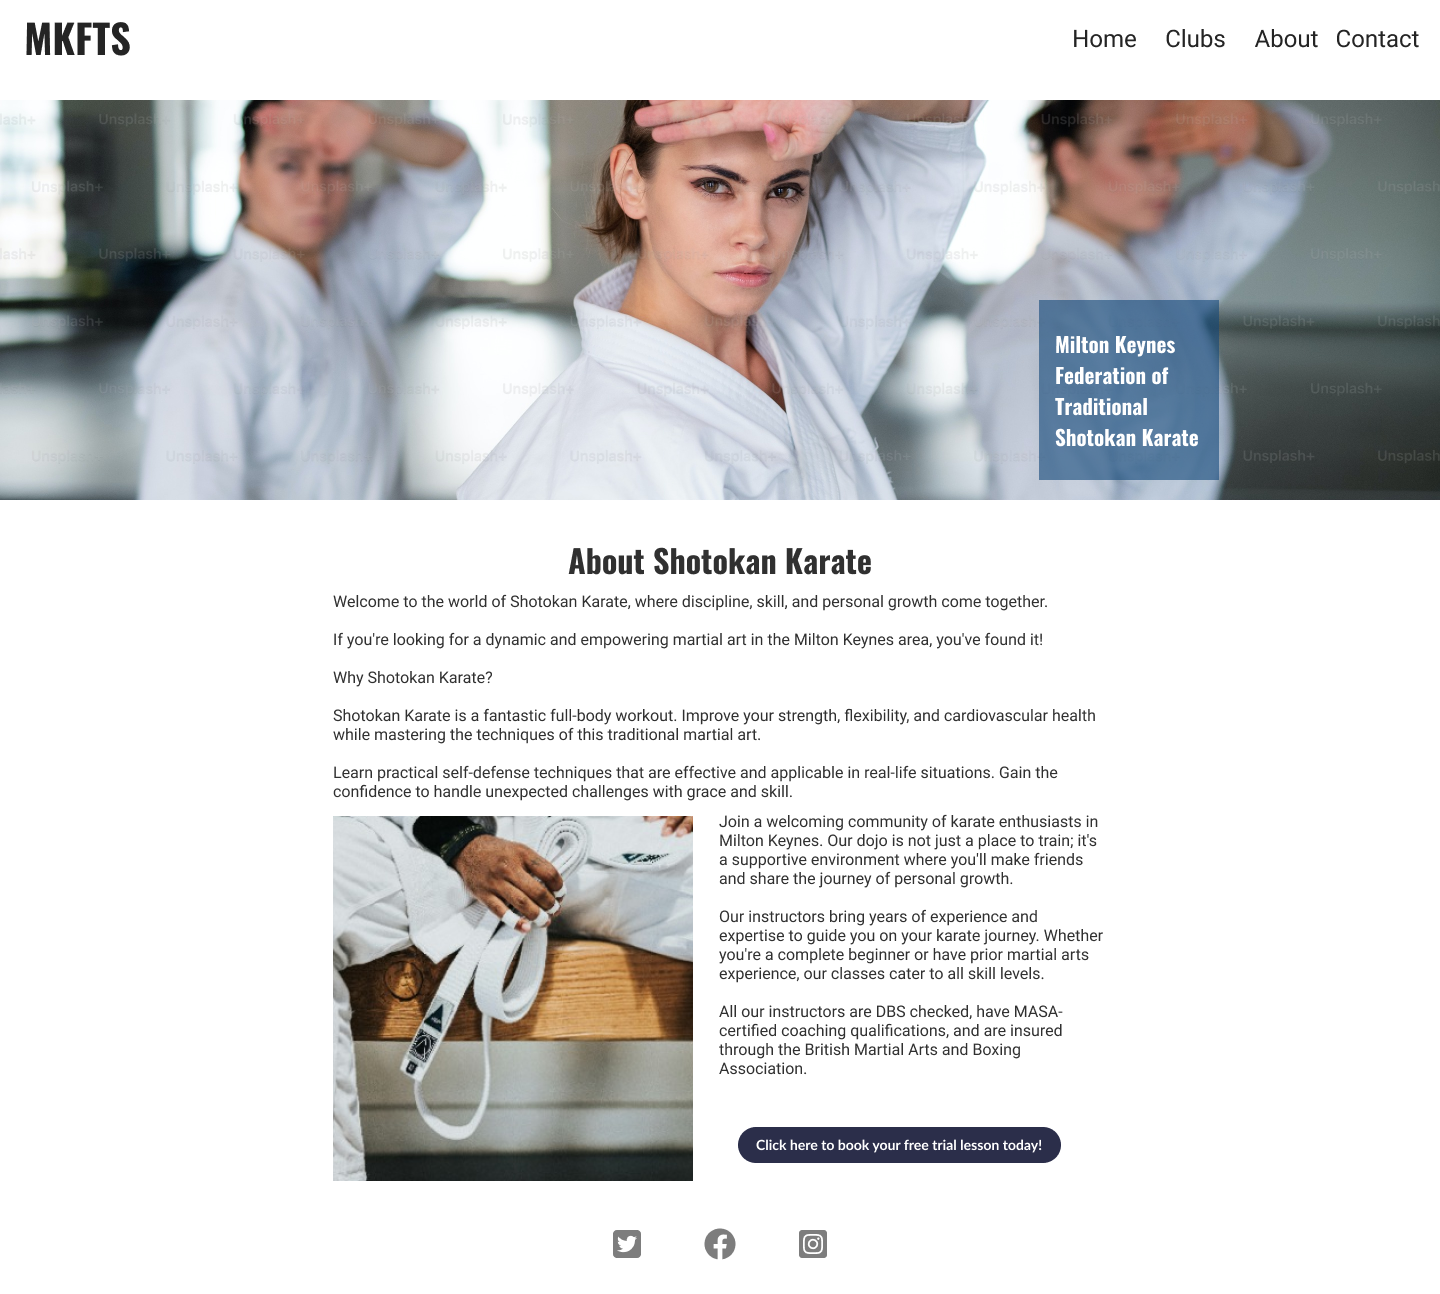 MKFTS
Home Clubs About Contact
Milton Keynes
Federation of
Traditional
Shotokan Karate
About Shotokan Karate
Welcome to the world of Shotokan Karate, where discipline, skill, and personal growth come together.
If you're looking for a dynamic and empowering martial art in the Milton Keynes area, you've found it!
Why Shotokan Karate?
Shotokan Karate is a fantastic full-body workout. Improve your strength, flexibility, and cardiovascular health
while mastering the techniques of this traditional martial art.
Learn practical self-defense techniques that are effective and applicable in real-life situations. Gain the
confidence to handle unexpected challenges with grace and skill.
Join a welcoming community of karate enthusiasts in
Milton Keynes. Our dojo is not just a place to train; it's
a supportive environment where you'll make friends
and share the journey of personal growth.
Our instructors bring years of experience and
expertise to guide you on your karate journey. Whether
you're a complete beginner or have prior martial arts
experience, our classes cater to all skill levels.
All our instructors are DBS checked, have MASA-
certified coaching qualifications, and are insured
through the British Martial Arts and Boxing
Association.
Click here to book your free trial lesson today!